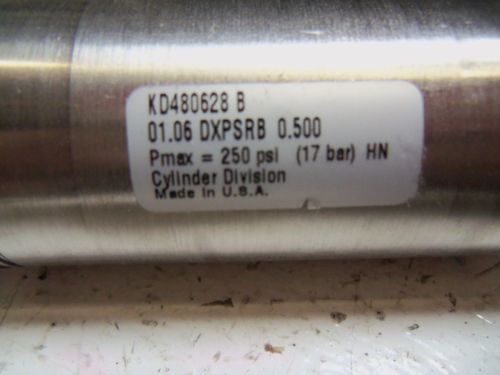 KD480628 B
01.06 DXPSRB 0.500
Pmax = 250 psi (17 bar) HN
Cylinder Division
Made in U.S.A.